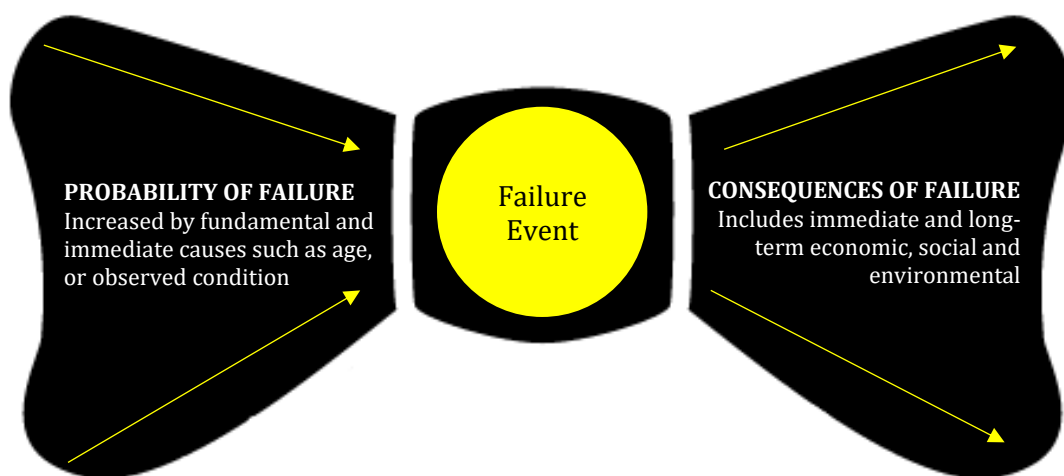 PROBABILITY OF FAILURE
Increased by fundamental and
immediate causes such as age,
or observed condition
Failure
Event
CONSEQUENCES OF FAILURE
Includes immediate and long-
term economic, social and
environmental